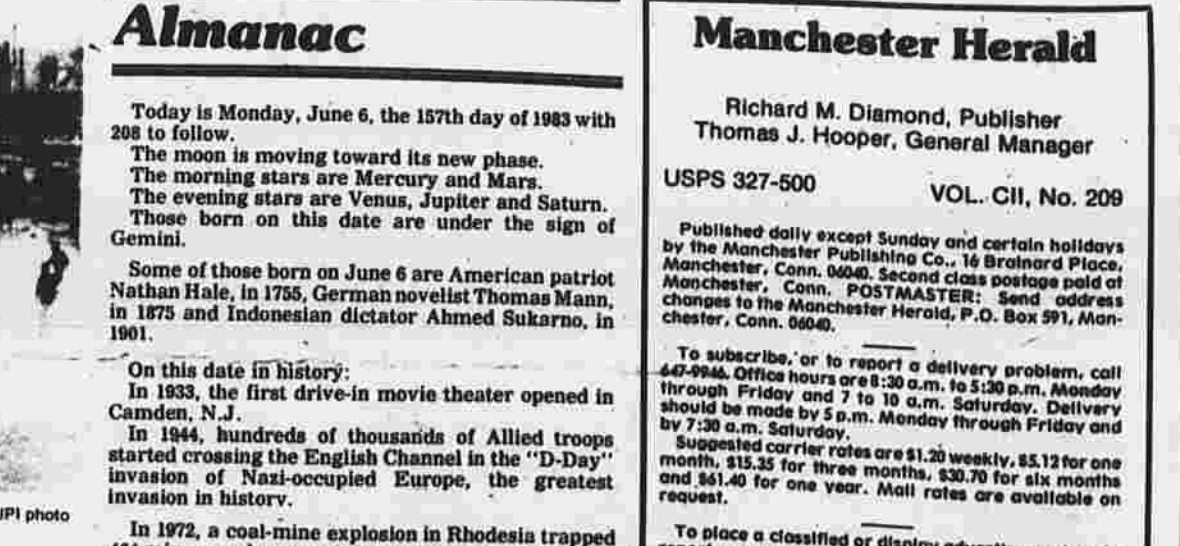 Almanac
Today is Monday, June 6, the 157th day of 1983 with
208 to follow.
The moon is moving toward its new phase.
The morning stars are Mercury and Mars.
The evening stars are Venus, Jupiter and Saturn.
Those born on this date are under the sign of
Gemini.
Some of those born on June 6 are American patriot
Nathan Hale, in 1755, German novelist Thomas Mann,
in 1875 and Indonesian dictator Ahmed Sukarno, in
1901.
On this date in history:
In 1933, the first drive-in movie theater opened in
Camden, N.J.
In 1944, hundreds of thousands of Allied troops
started crossing the English Channel in the "D-Day"
invasion of Nazi-occupied Europe, the greatest
invasion in history.
In 1972, a coal-mine explosion in Rhodesia trapped
UPI photo
Manchester Herald
Richard M. Diamond, Publisher
Thomas J. Hooper, General Manager
USPS 327-500 VOL. CII, No. 209
Published daily except Sunday and certain holidays
by the Manchester Publishing Co., 16 Brainard Place,
Manchester, Conn. 06040. Second class postage paid at
Manchester, Conn. POSTMASTER: Send address
changes to the Manchester Herald, P.O. Box 591, Man-
chester, Conn. 06040.
To subscribe, or to report a delivery problem, call
647-9946. Office hours are 8:30 a.m. to 5:30 p.m. Monday
through Friday and 7 to 10 a.m. Saturday. Delivery
should be made by 5 p.m. Monday through Friday and
by 7:30 a.m. Saturday.
Suggested carrier rates are $1.20 weekly, $5.12 for one
month, $15.35 for three months, $30.70 for six months
and $61.40 for one year. Mail rates are available on
request.
To place a classified or display